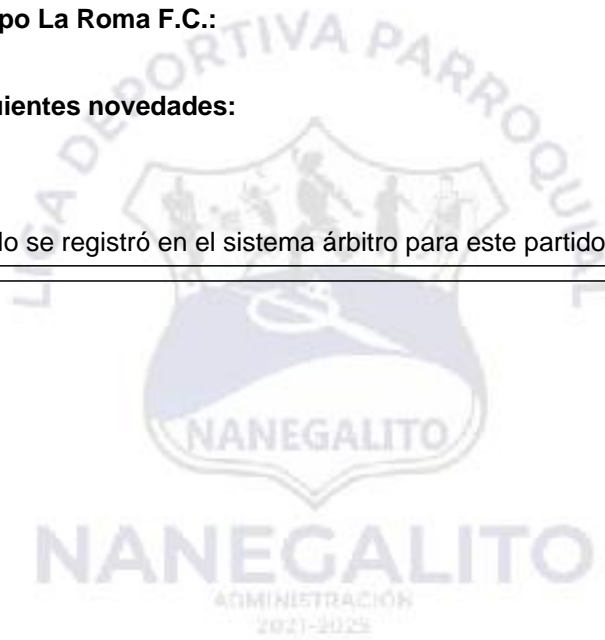 po La Roma F.C.:
uientes novedades:
lo se registró en el sistema árbitro para este partido
LIGA DEPORTIVA PARROQUIAL
NANEGALITO
NANEGALITO
ADMINISTRACIÓN
2021-2025